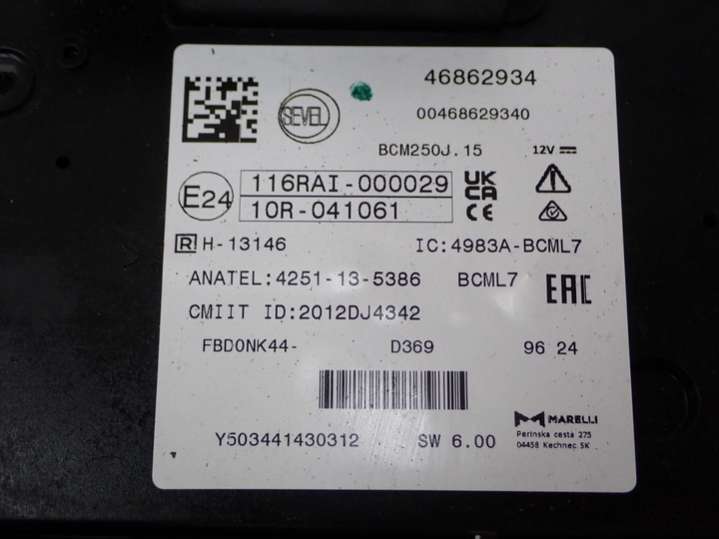 46862934
SEVEL
00468629340
BCM250J.15 12V
E24 116RAI-000029 UK CA
10R-041061 CE
R H-13146 IC:4983A-BCML7
ANATEL:4251-13-5386 BCML7 EAC
CMIIT ID:2012DJ4342
FBD0NK44- D369 96 24
MARELLI
Perinska cesta 275
Y503441430312 SW 6.00 04458 Kechnec SK